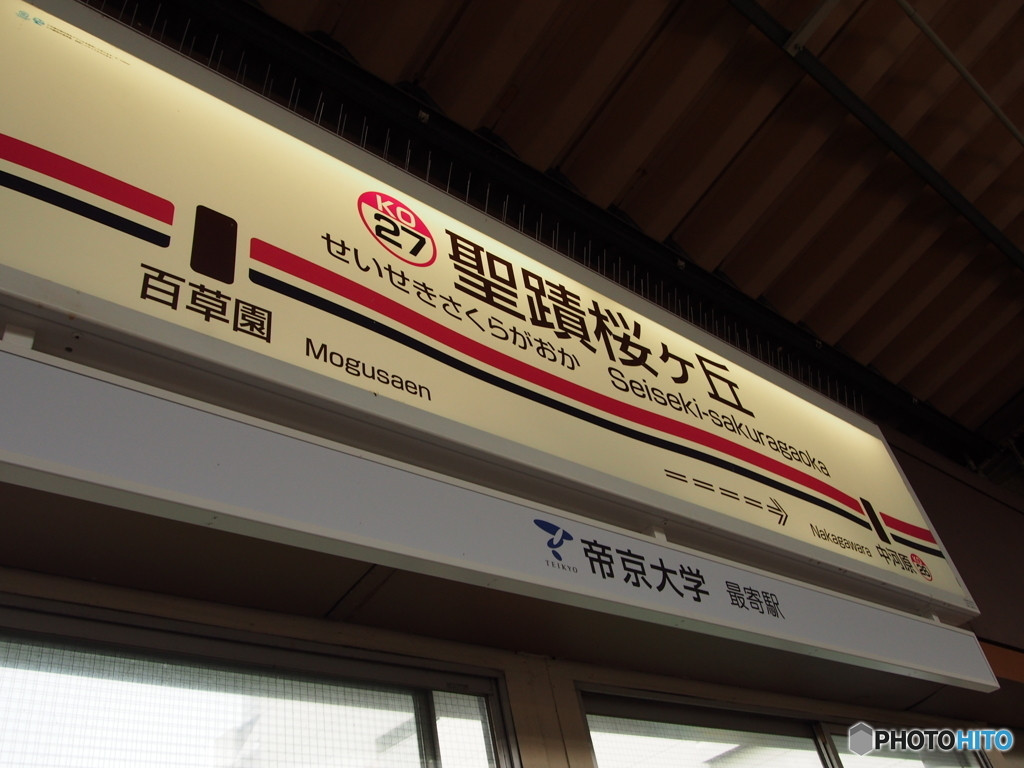 KO
27
聖蹟桜ヶ丘
せいせきさくらがおか
Seiseki-sakuragaoka
百草園
Mogusaen
Nakagawara
中河原
TEIKYO
帝京大学 最寄駅
PHOTOHITO